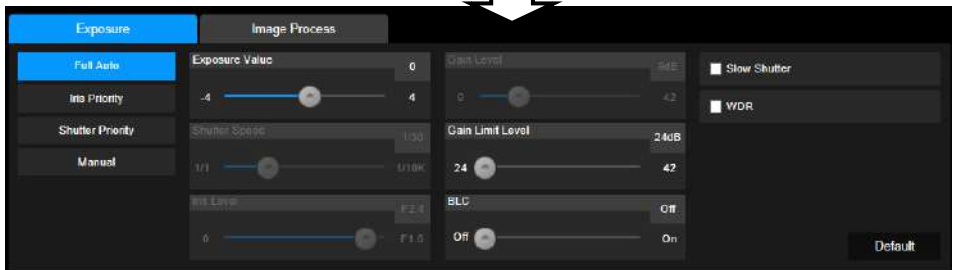 Exposure Image Process
Full Auto
Iris Priority
Shutter Priority
Manual
Exposure Value 0
-4 4
Shutter Speed 1/30
1/1 1/10K
Iris Level F2.4
0 F1.6
Gain Level 0dB
0 42
Gain Limit Level 24dB
24 42
BLC Off
Off On
Slow Shutter
WDR
Default